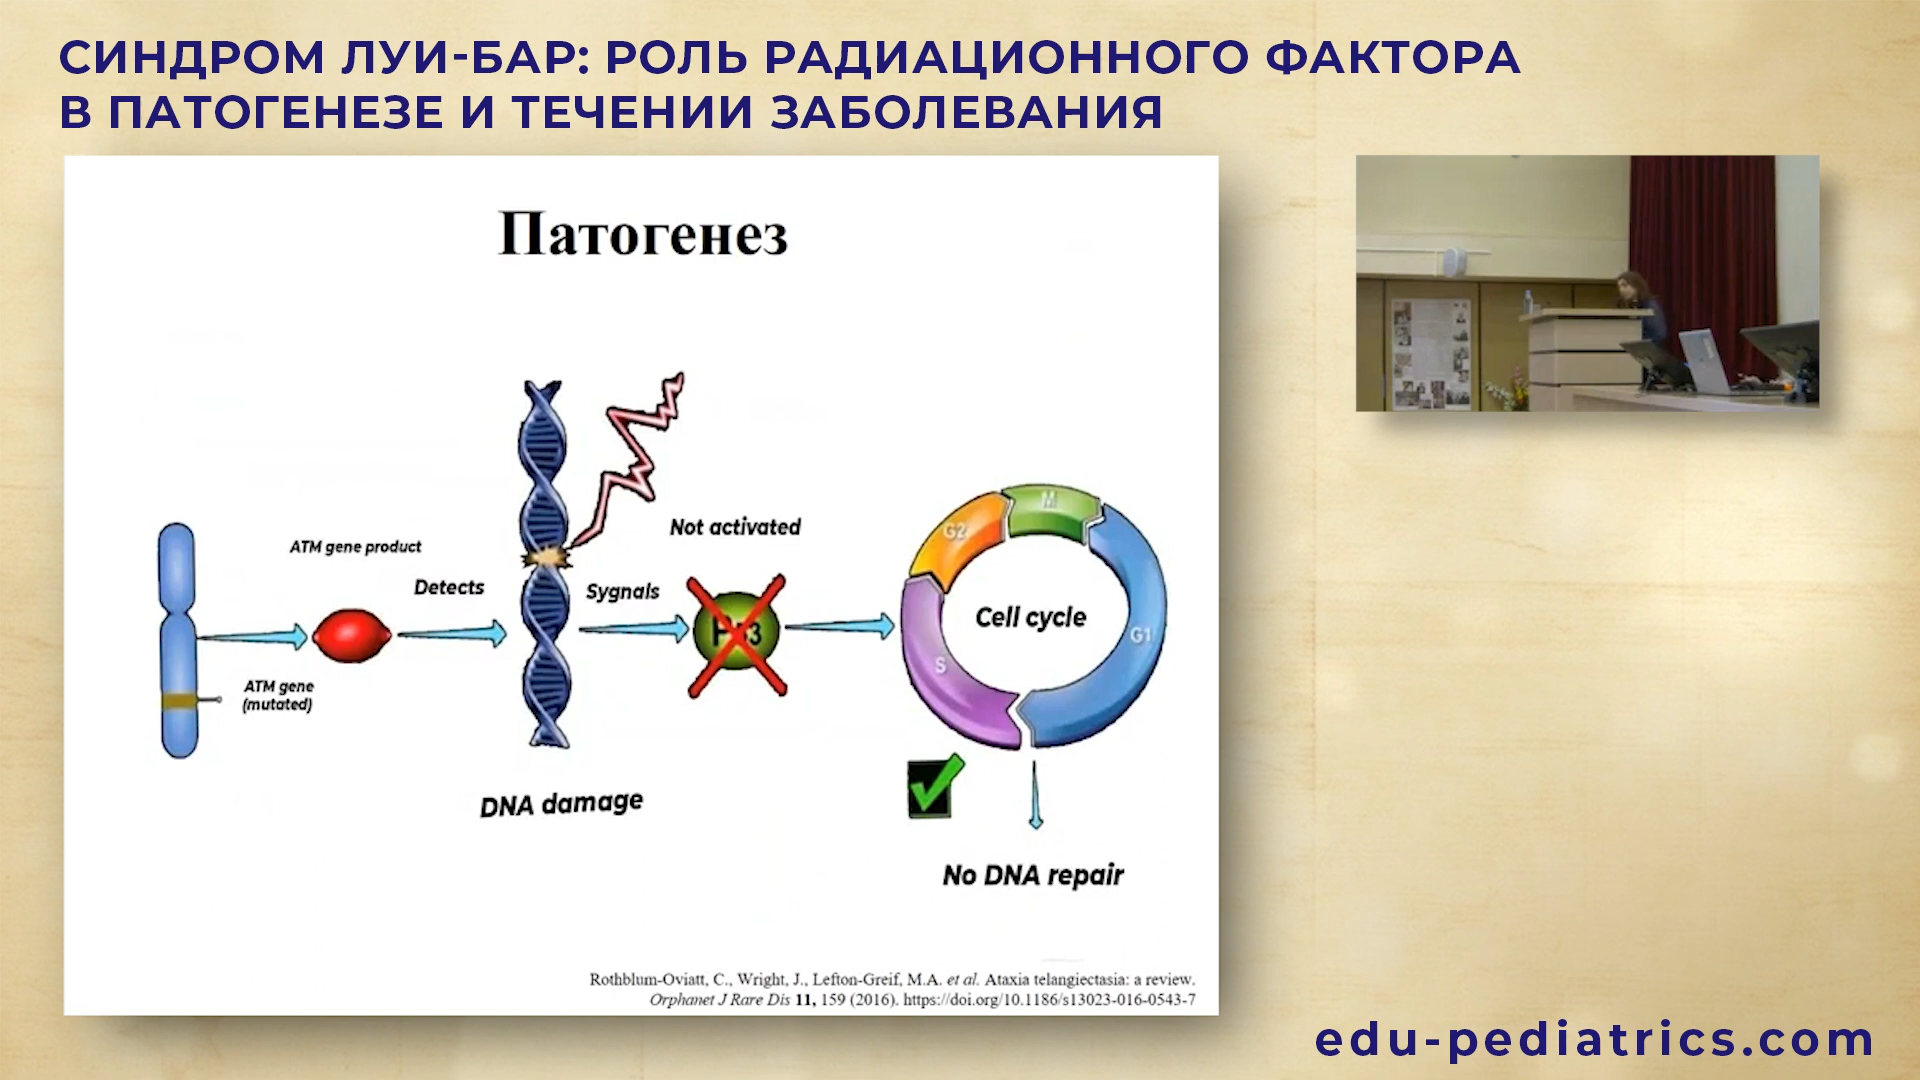 СИНДРОМ ЛУИ-БАР: РОЛЬ РАДИАЦИОННОГО ФАКТОРА
В ПАТОГЕНЕЗЕ И ТЕЧЕНИИ ЗАБОЛЕВАНИЯ
Патогенез
Not activated
ATM gene product
Detects
Sygnals
ATM gene
(mutated)
M
G2
G1
S
Cell cycle
DNA damage
No DNA repair
Rothblum-Oviatt, C., Wright, J., Lefton-Greif, M.A. et al. Ataxia telangiectasia: a review.
Orphanet J Rare Dis 11, 159 (2016). https://doi.org/10.1186/s13023-016-0543-7
edu-pediatrics.com